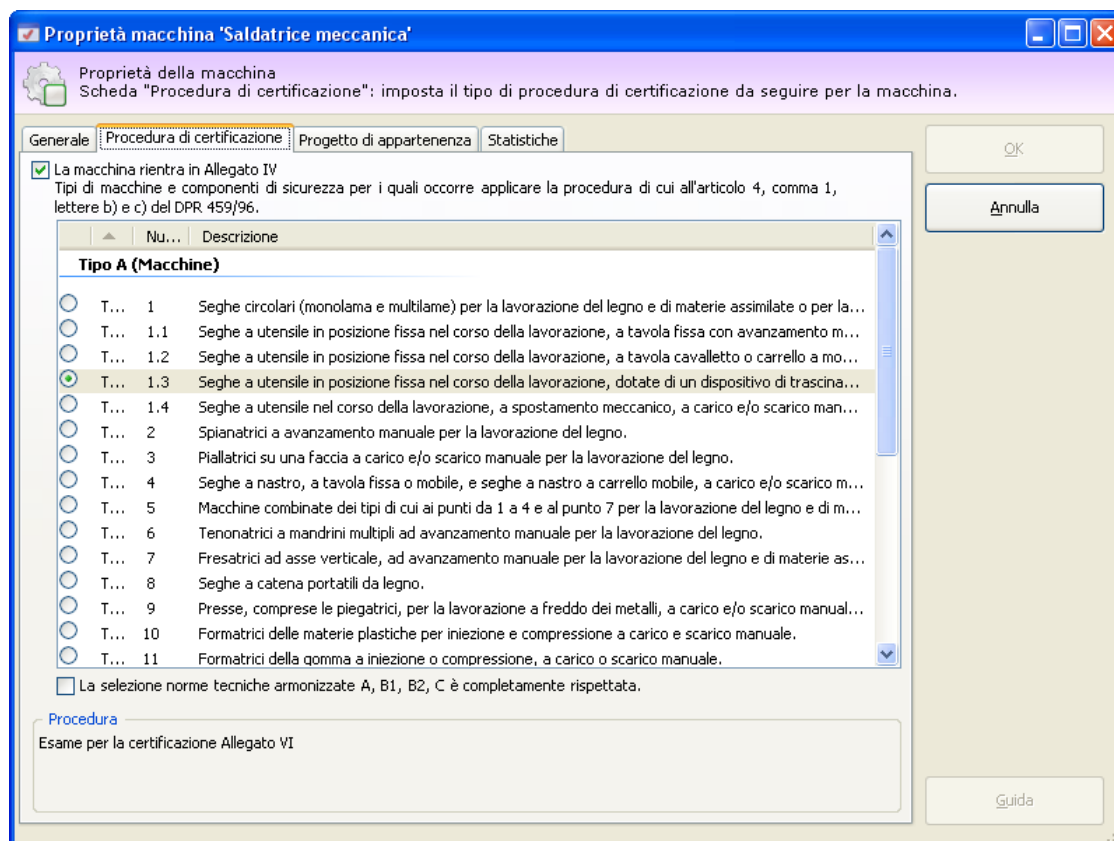 Proprietà macchina 'Saldatrice meccanica'
Proprietà della macchina
Scheda "Procedura di certificazione": imposta il tipo di procedura di certificazione da seguire per la macchina.
Generale Procedura di certificazione Progetto di appartenenza Statistiche
OK
Annulla
La macchina rientra in Allegato IV
Tipi di macchine e componenti di sicurezza per i quali occorre applicare la procedura di cui all'articolo 4, comma 1,
lettere b) e c) del DPR 459/96.
Nu... Descrizione
Tipo A (Macchine)
T... 1 Seghe circolari (monolama e multilame) per la lavorazione del legno e di materie assimilate o per la...
T... 1.1 Seghe a utensile in posizione fissa nel corso della lavorazione, a tavola fissa con avanzamento m...
T... 1.2 Seghe a utensile in posizione fissa nel corso della lavorazione, a tavola cavalletto o carrello a mo...
T... 1.3 Seghe a utensile in posizione fissa nel corso della lavorazione, dotate di un dispositivo di trascina...
T... 1.4 Seghe a utensile nel corso della lavorazione, a spostamento meccanico, a carico e/o scarico man...
T... 2 Spianatrici a avanzamento manuale per la lavorazione del legno.
T... 3 Piallatrici su una faccia a carico e/o scarico manuale per la lavorazione del legno.
T... 4 Seghe a nastro, a tavola fissa o mobile, e seghe a nastro a carrello mobile, a carico e/o scarico m...
T... 5 Macchine combinate dei tipi di cui ai punti da 1 a 4 e al punto 7 per la lavorazione del legno e di m...
T... 6 Tenonatrici a mandrini multipli ad avanzamento manuale per la lavorazione del legno.
T... 7 Fresatrici ad asse verticale, ad avanzamento manuale per la lavorazione del legno e di materie as...
T... 8 Seghe a catena portatili da legno.
T... 9 Presse, comprese le piegatrici, per la lavorazione a freddo dei metalli, a carico e/o scarico manual...
T... 10 Formatrici delle materie plastiche per iniezione e compressione a carico e scarico manuale.
T... 11 Formatrici della gomma a iniezione o compressione, a carico o scarico manuale.
La selezione norme tecniche armonizzate A, B1, B2, C è completamente rispettata.
Procedura
Esame per la certificazione Allegato VI
Guida